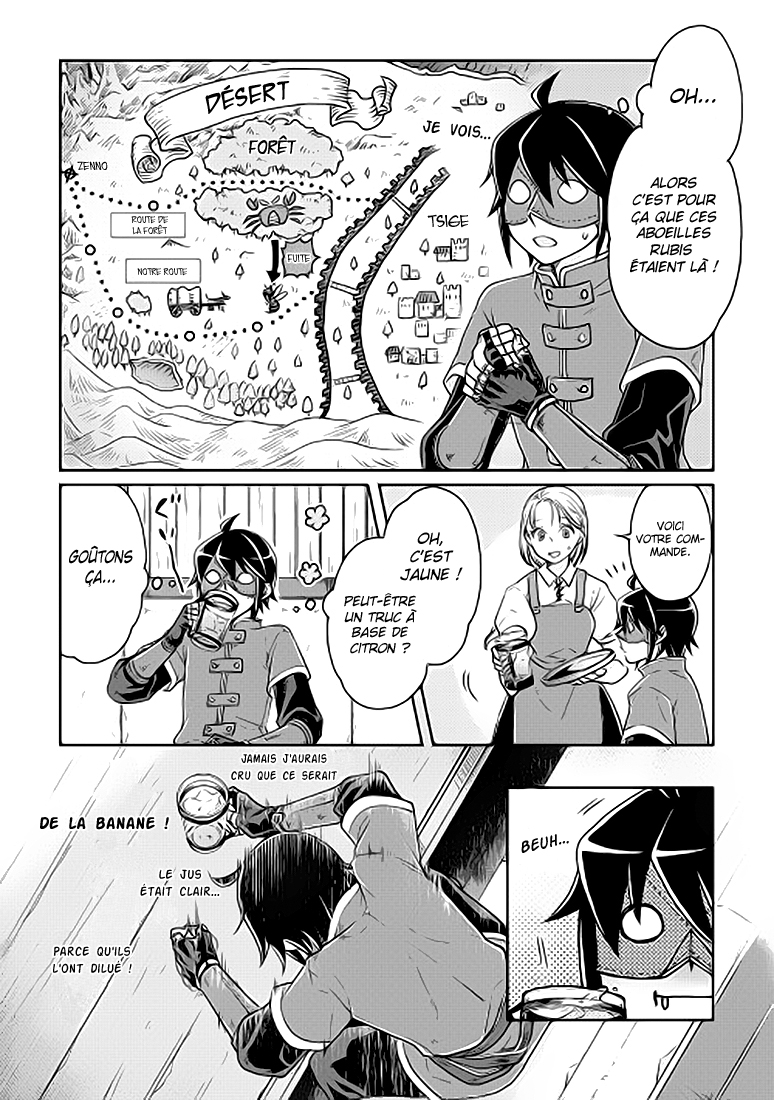 OH...
ALORS
C'EST POUR
ÇA QUE CES
ABOEILLES
RUBIS
ÉTAIENT LÀ !
JE VOIS...
DÉSERT
FORÊT
ZENNO
ROUTE DE
LA FORÊT
TSIGE
FUITE
NOTRE ROUTE
VOICI
VOTRE COM-
MANDE.
OH,
C'EST
JAUNE !
PEUT-ÊTRE
UN TRUC À
BASE DE
CITRON ?
GOÛTONS
ÇA...
BEUH...
JAMAIS J'AURAIS
CRU QUE CE SERAIT
DE LA BANANE !
LE JUS
ÉTAIT CLAIR...
PARCE QU'ILS
L'ONT DILUÉ !